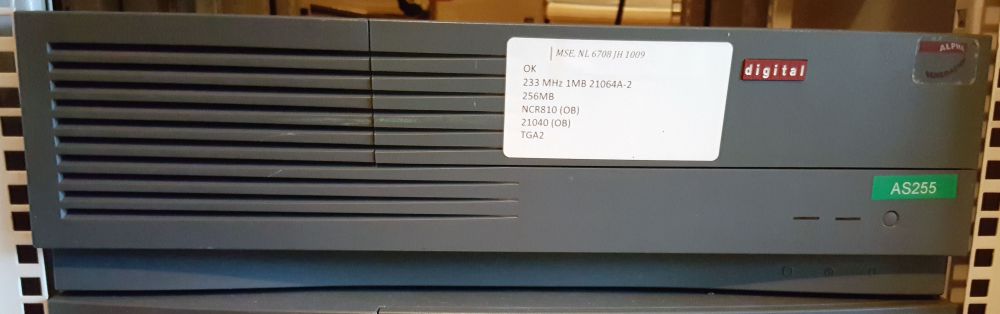 MSE, NL 6708 JH 1009
OK
233 MHz 1MB 21064A-2
256MB
NCR810 (OB)
21040 (OB)
TGA2
digital
ALPHA
GENERATION
AS255